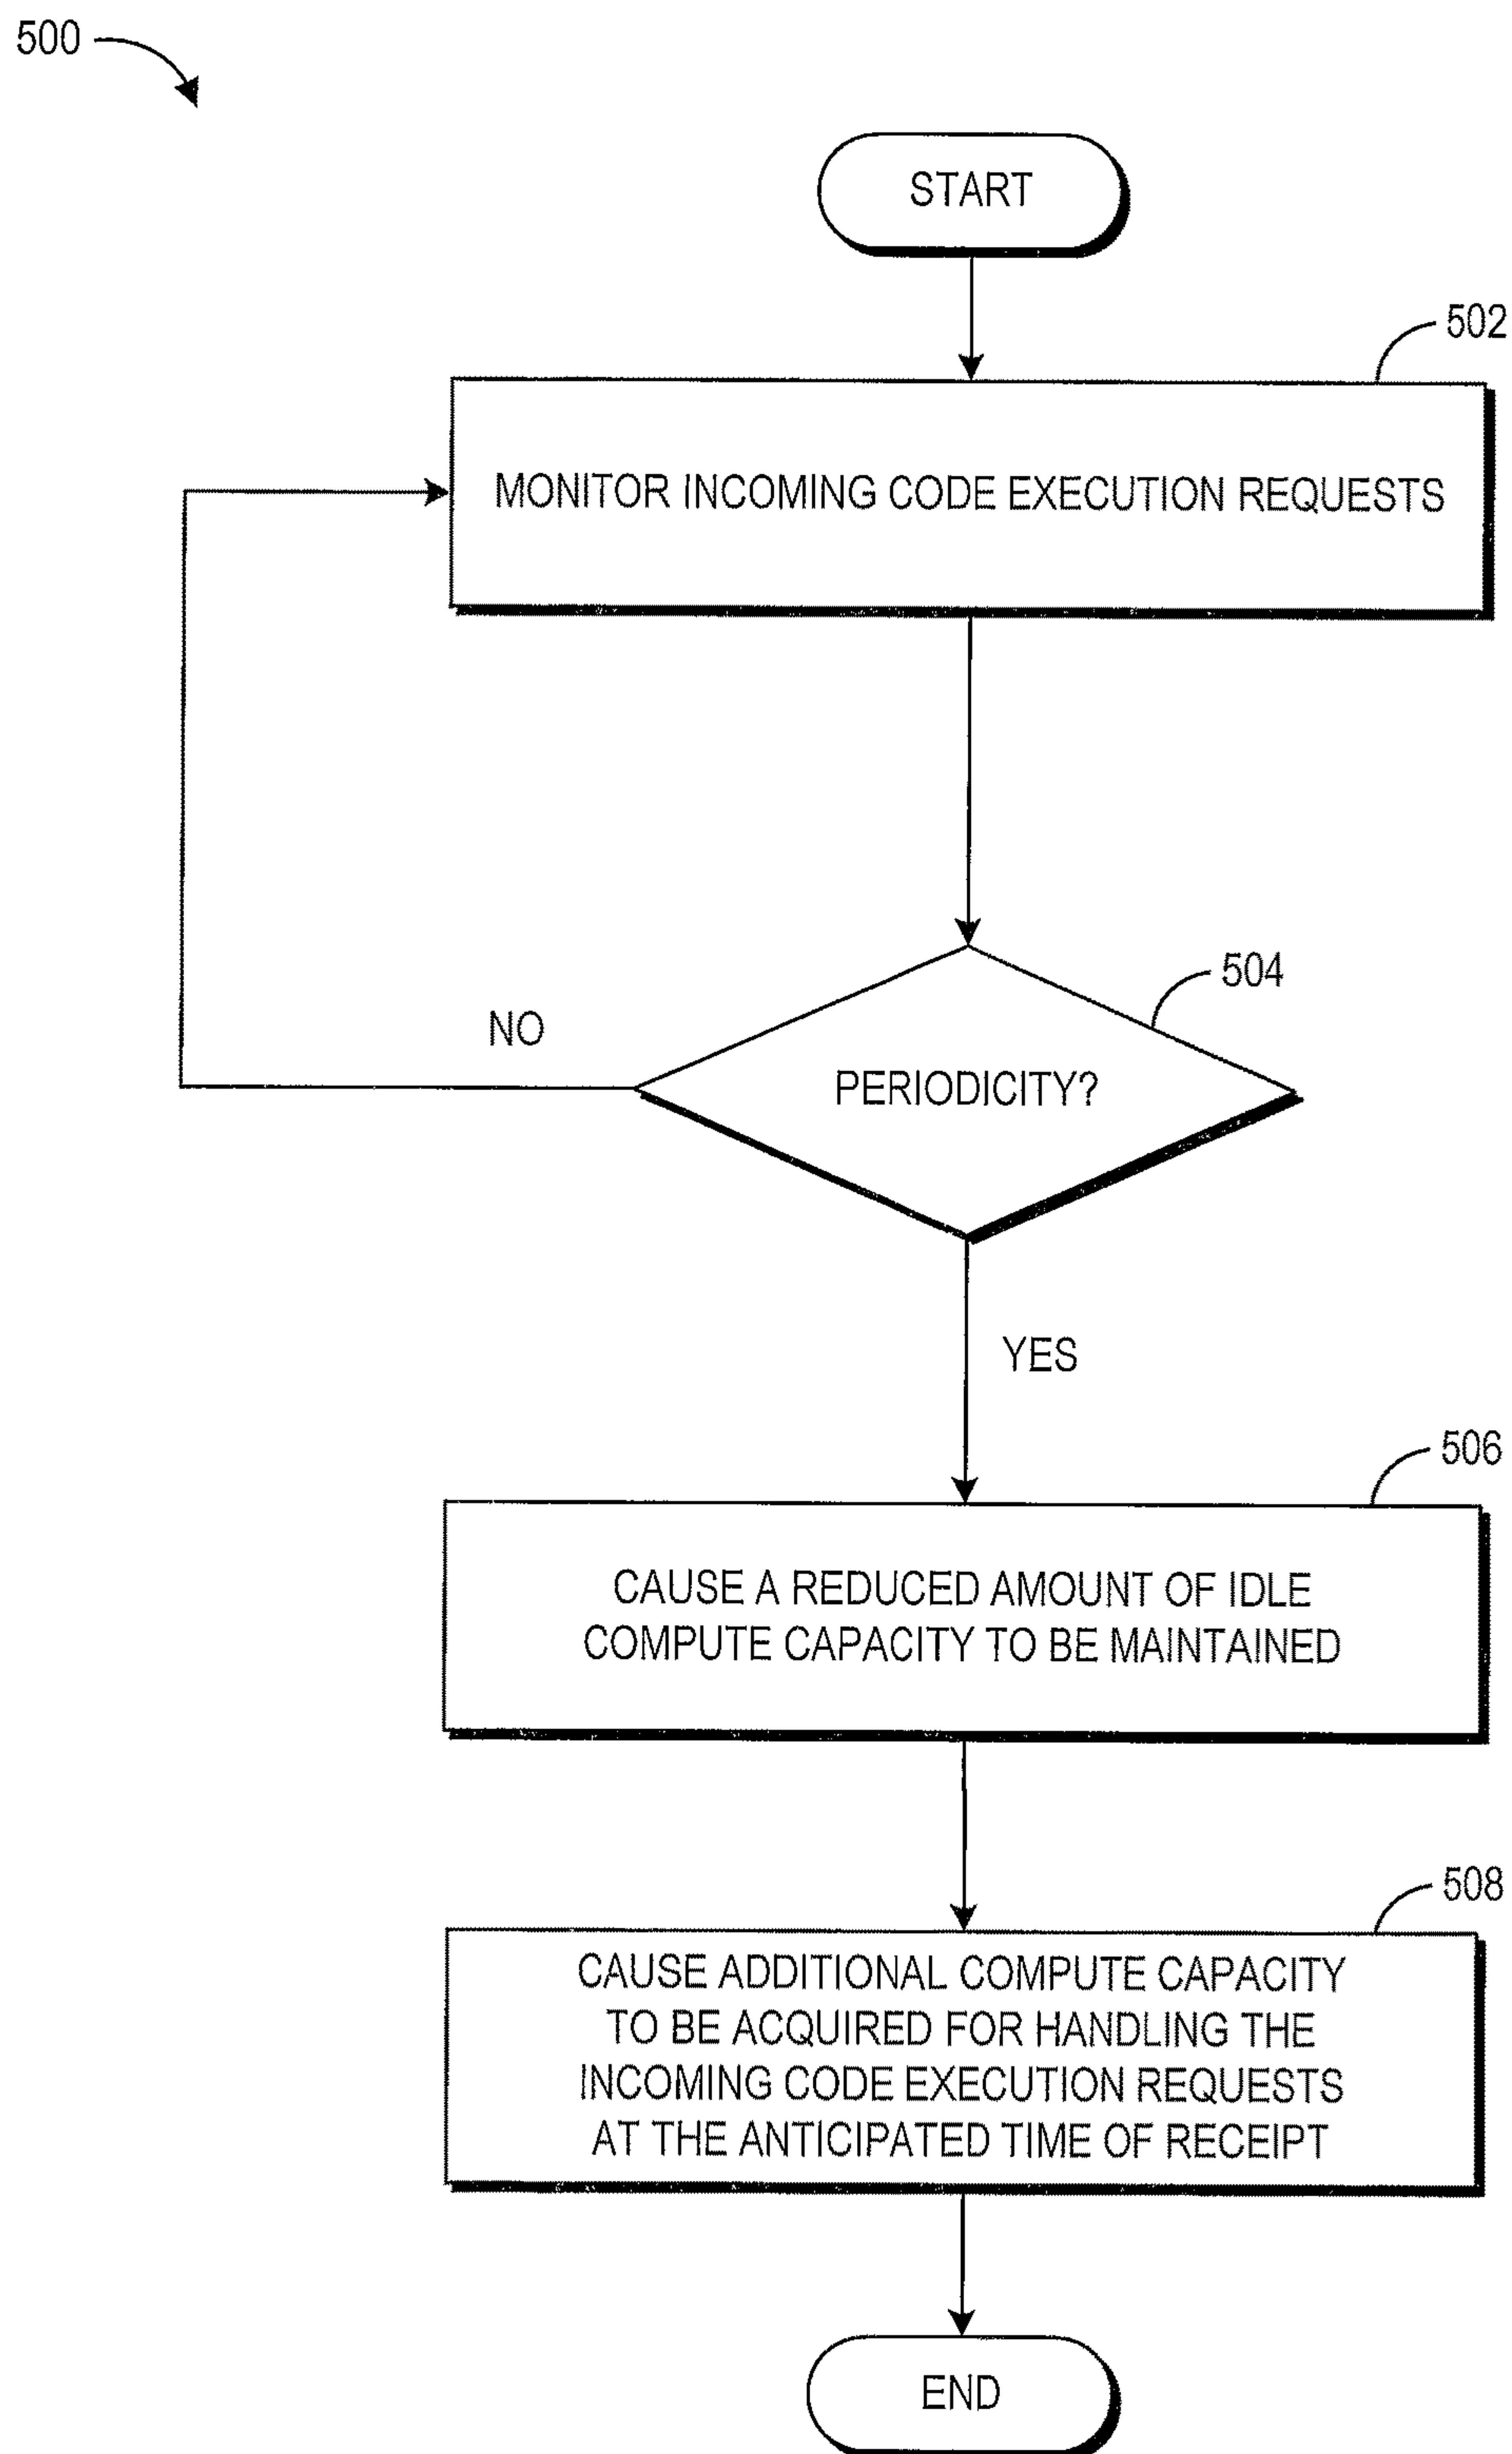 500
START
502
MONITOR INCOMING CODE EXECUTION REQUESTS
504
NO
PERIODICITY?
YES
506
CAUSE A REDUCED AMOUNT OF IDLE
COMPUTE CAPACITY TO BE MAINTAINED
508
CAUSE ADDITIONAL COMPUTE CAPACITY
TO BE ACQUIRED FOR HANDLING THE
INCOMING CODE EXECUTION REQUESTS
AT THE ANTICIPATED TIME OF RECEIPT
END